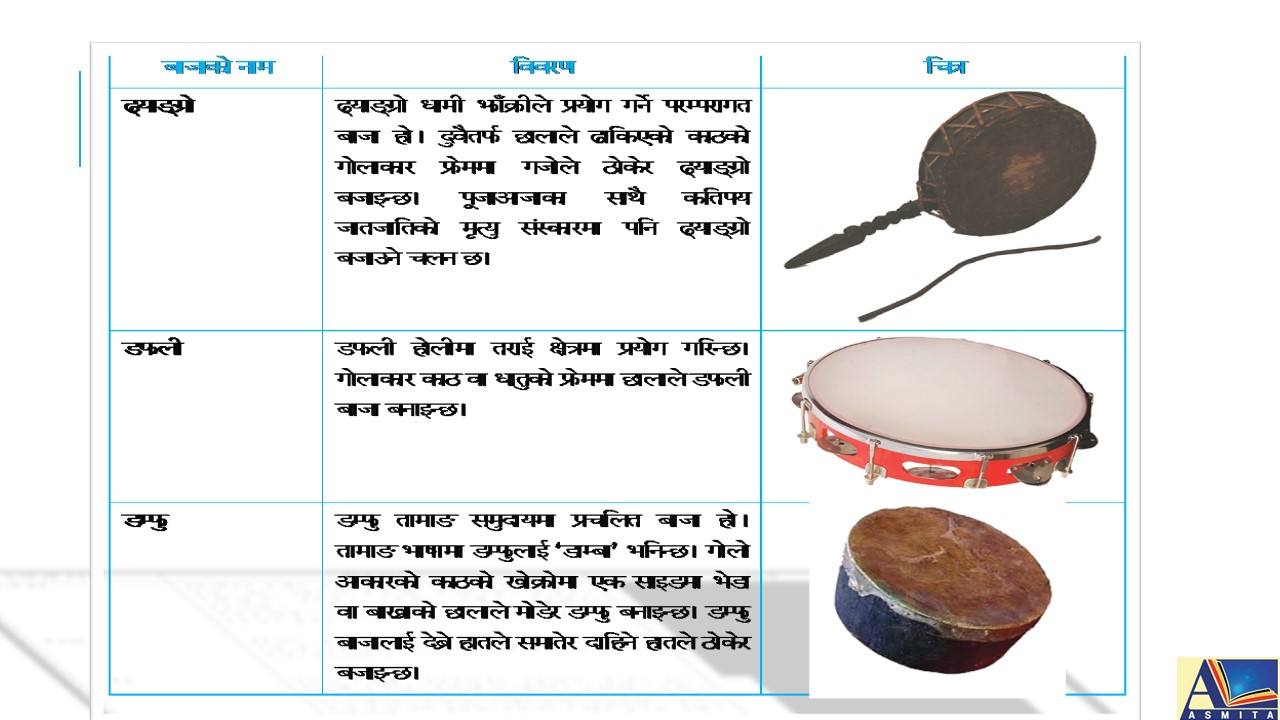 बाजाको नाम विवरण चित्र
ढ्याङ्ग्रो
ढ्याङ्ग्रो धामी झाँक्रीले प्रयोग गर्ने परम्परागत
बाजा हो। दुवैतर्फ छालाले ढाकिएको काठको
गोलाकार फ्रेममा गजोले ठोकेर ढ्याङ्ग्रो
बजाइन्छ। पूजाआजाका साथै कतिपय
जातजातिको मृत्यु संस्कारमा पनि ढ्याङ्ग्रो
बजाउने चलन छ।
डफली
डफली होलीमा तराई क्षेत्रमा प्रयोग गरिन्छ।
गोलाकार काठ वा धातुको फ्रेममा छालाले डफली
बाजा बनाइन्छ।
डम्फु
डम्फु तामाङ समुदायमा प्रचलित बाजा हो।
तामाङ भाषामा डम्फुलाई 'डाम्बा' भनिन्छ। गोलो
आकारको काठको खोक्रोमा एक साइडमा भेडा
वा बाख्राको छालाले मोडेर डम्फु बनाइन्छ। डम्फु
बाजालाई देब्रे हातले समातेर दाहिने हातले ठोकेर
बजाइन्छ।
ASMITA